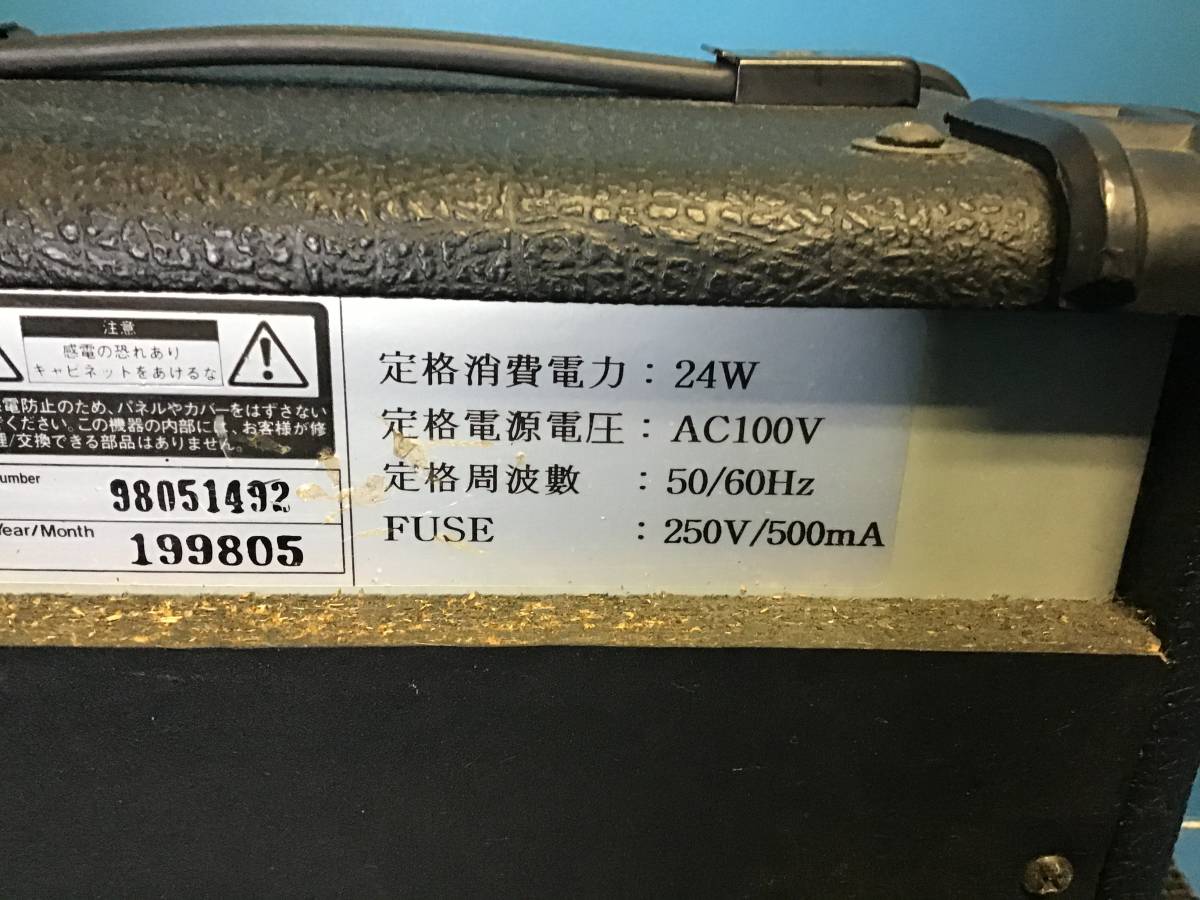 注意
感電の恐れあり
キャビネットをあけるな
感電防止のため、パネルやカバーをはずさない
でください。この機器の内部には、お客様が修
理/交換できる部品はありません。
number
98051492
Year/Month
199805
定格消費電力 : 24W
定格電源電圧 : AC100V
定格周波數 : 50/60Hz
FUSE : 250V/500mA